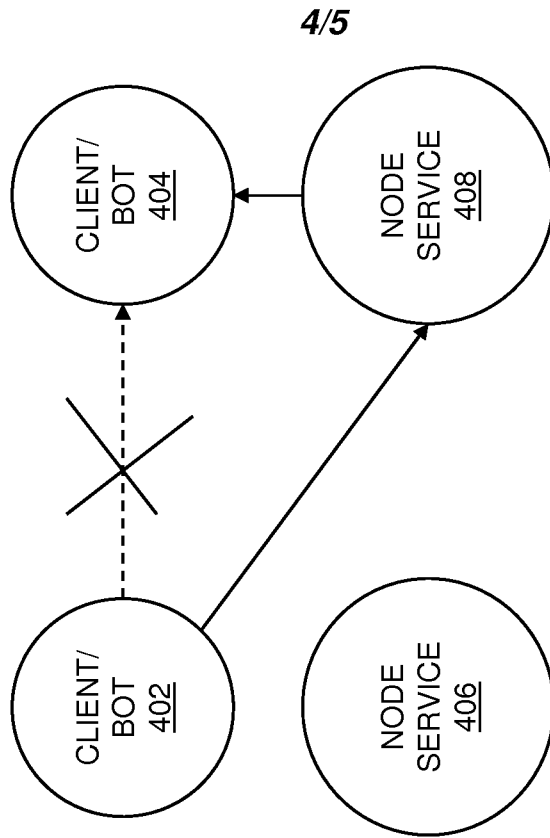 4/5
CLIENT/
BOT
402
CLIENT/
BOT
404
NODE
SERVICE
406
NODE
SERVICE
408